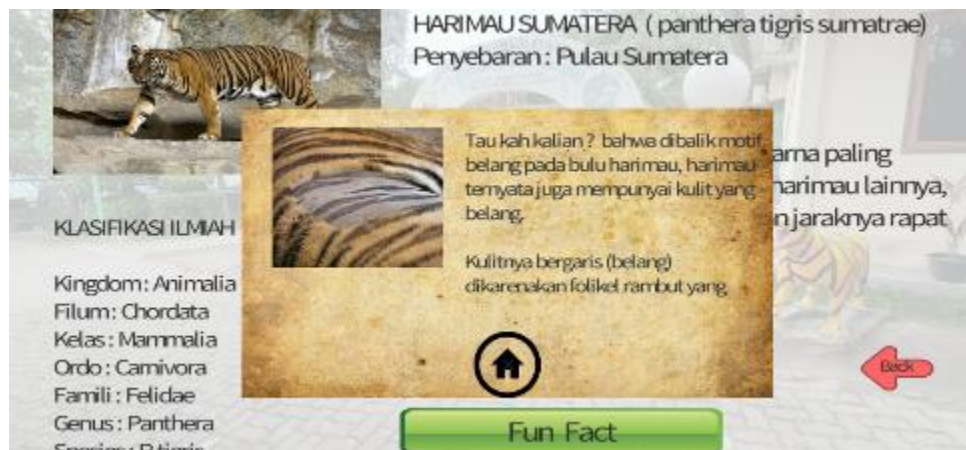 HARIMAU SUMATERA ( panthera tigris sumatrae)
Penyebaran : Pulau Sumatera
Tau kah kalian ? bahwa dibalik motif
belang pada bulu harimau, harimau
ternyata juga mempunyai kulit yang
belang.
Kulitnya bergaris (belang)
dikarenakan folikel rambut yang
arna paling
harimau lainnya,
n jaraknya rapat
KLASIFIKASI ILMIAH
Kingdom : Animalia
Filum : Chordata
Kelas : Mammalia
Ordo : Carnivora
Famili : Felidae
Genus : Panthera
Species : P.tigris
Back
Fun Fact